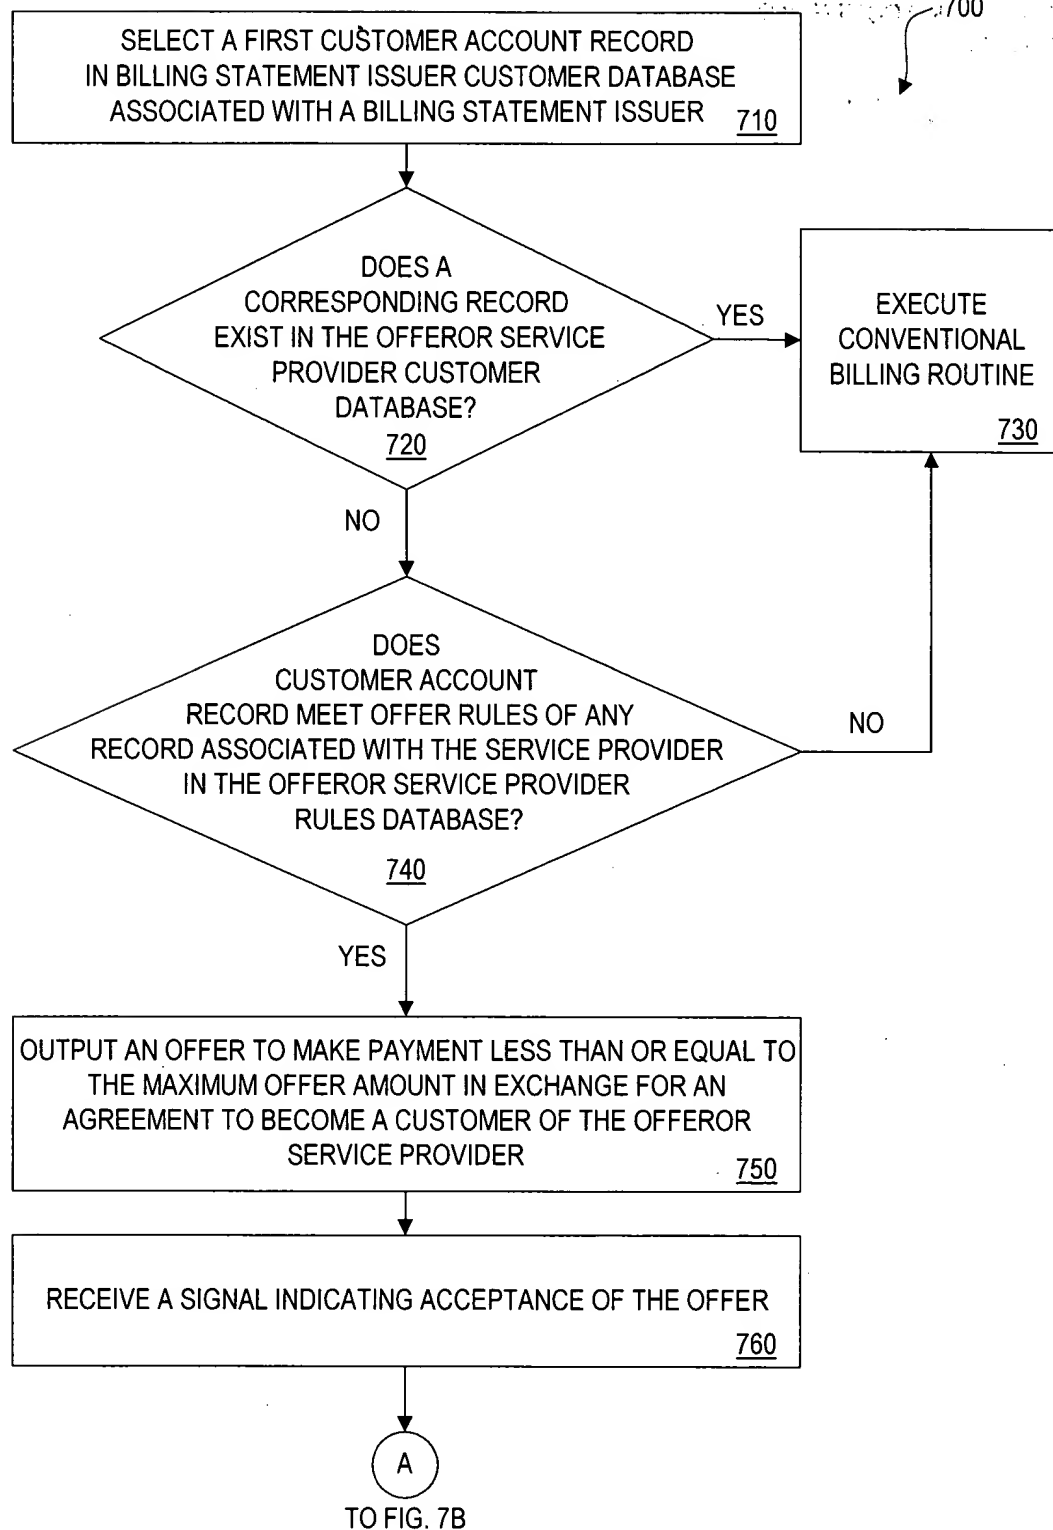 700
SELECT A FIRST CUSTOMER ACCOUNT RECORD
IN BILLING STATEMENT ISSUER CUSTOMER DATABASE
ASSOCIATED WITH A BILLING STATEMENT ISSUER
710
DOES A
CORRESPONDING RECORD
EXIST IN THE OFFEROR SERVICE
PROVIDER CUSTOMER
DATABASE?
720
YES
EXECUTE
CONVENTIONAL
BILLING ROUTINE
730
NO
DOES
CUSTOMER ACCOUNT
RECORD MEET OFFER RULES OF ANY
RECORD ASSOCIATED WITH THE SERVICE PROVIDER
IN THE OFFEROR SERVICE PROVIDER
RULES DATABASE?
740
NO
YES
OUTPUT AN OFFER TO MAKE PAYMENT LESS THAN OR EQUAL TO
THE MAXIMUM OFFER AMOUNT IN EXCHANGE FOR AN
AGREEMENT TO BECOME A CUSTOMER OF THE OFFEROR
SERVICE PROVIDER
750
RECEIVE A SIGNAL INDICATING ACCEPTANCE OF THE OFFER
760
A
TO FIG. 7B